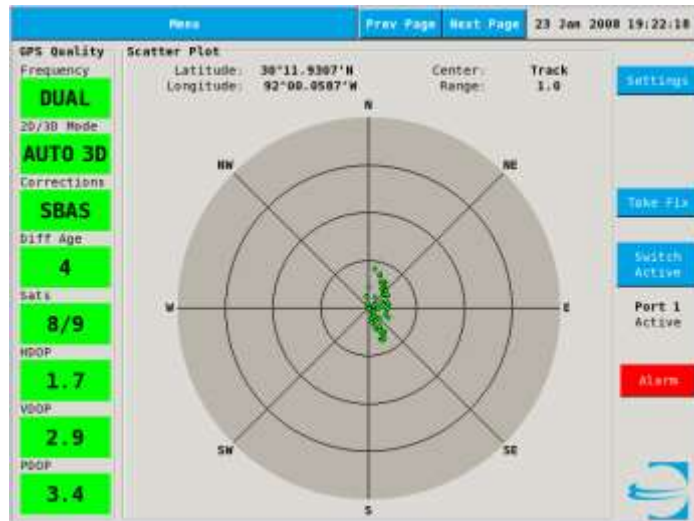 Menu Prev Page Next Page 23 Jan 2008 19:22:18
GPS Quality
Frequency
DUAL
2D/3D Mode
AUTO 3D
Corrections
SBAS
Diff Age
4
Sats
8/9
HDOP
1.7
VDOP
2.9
PDOP
3.4
Scatter Plot
Latitude: 30°11.9307'N Center: Track
Longitude: 92°00.0587'W Range: 1.0
N
NW NE
W E
SW SE
S
Settings
Take Fix
Switch
Active
Port 1
Active
Alarm